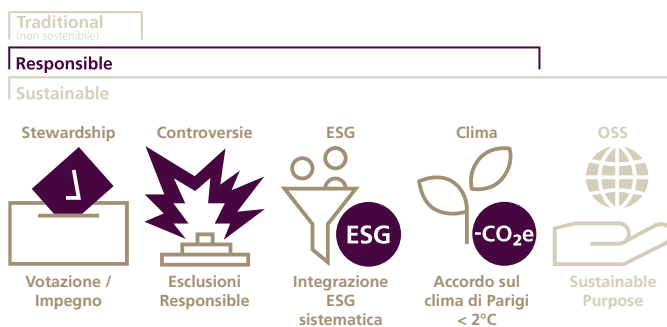 Traditional
(non sostenibile)
Responsible
Sustainable
Stewardship
Controversie
ESG
Clima
OSS
ESG
-CO₂e
Votazione /
Impegno
Esclusioni
Responsible
Integrazione
ESG
sistematica
Accordo sul
clima di Parigi
< 2°C
Sustainable
Purpose